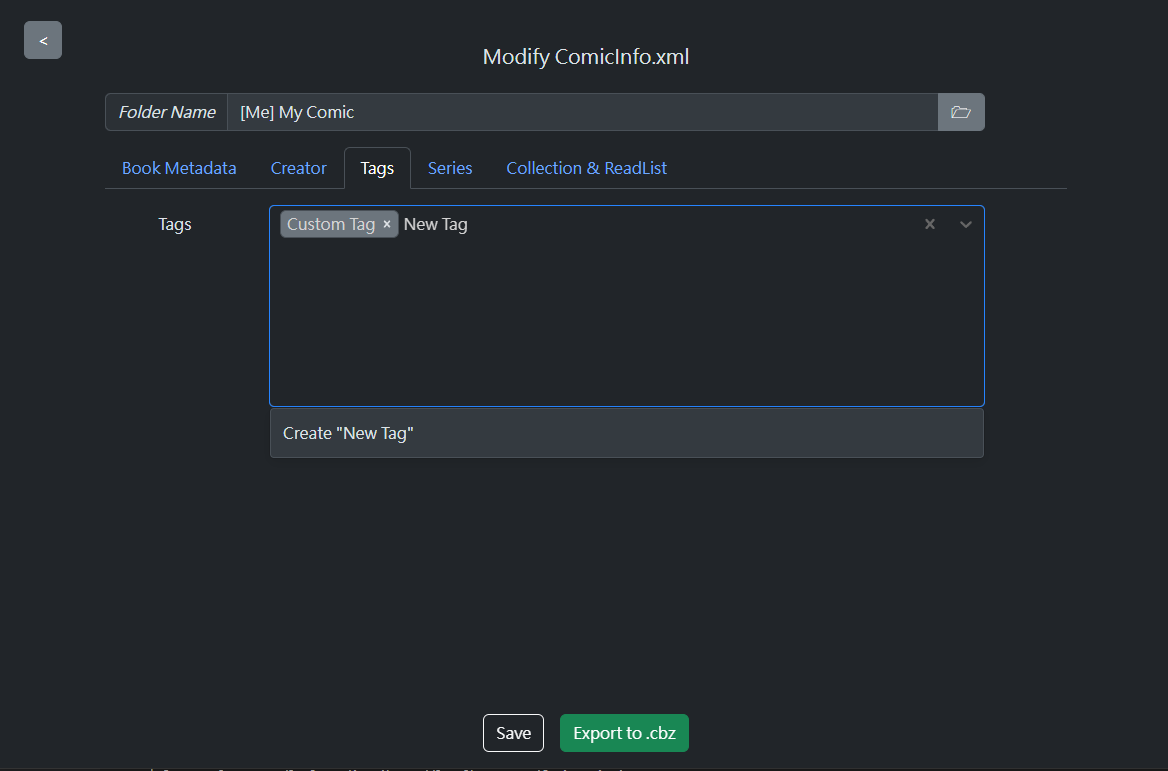 <
Modify ComicInfo.xml
Folder Name [Me] My Comic
Book Metadata Creator Tags Series Collection & ReadList
Tags Custom Tag × New Tag
Create "New Tag"
Save Export to .cbz